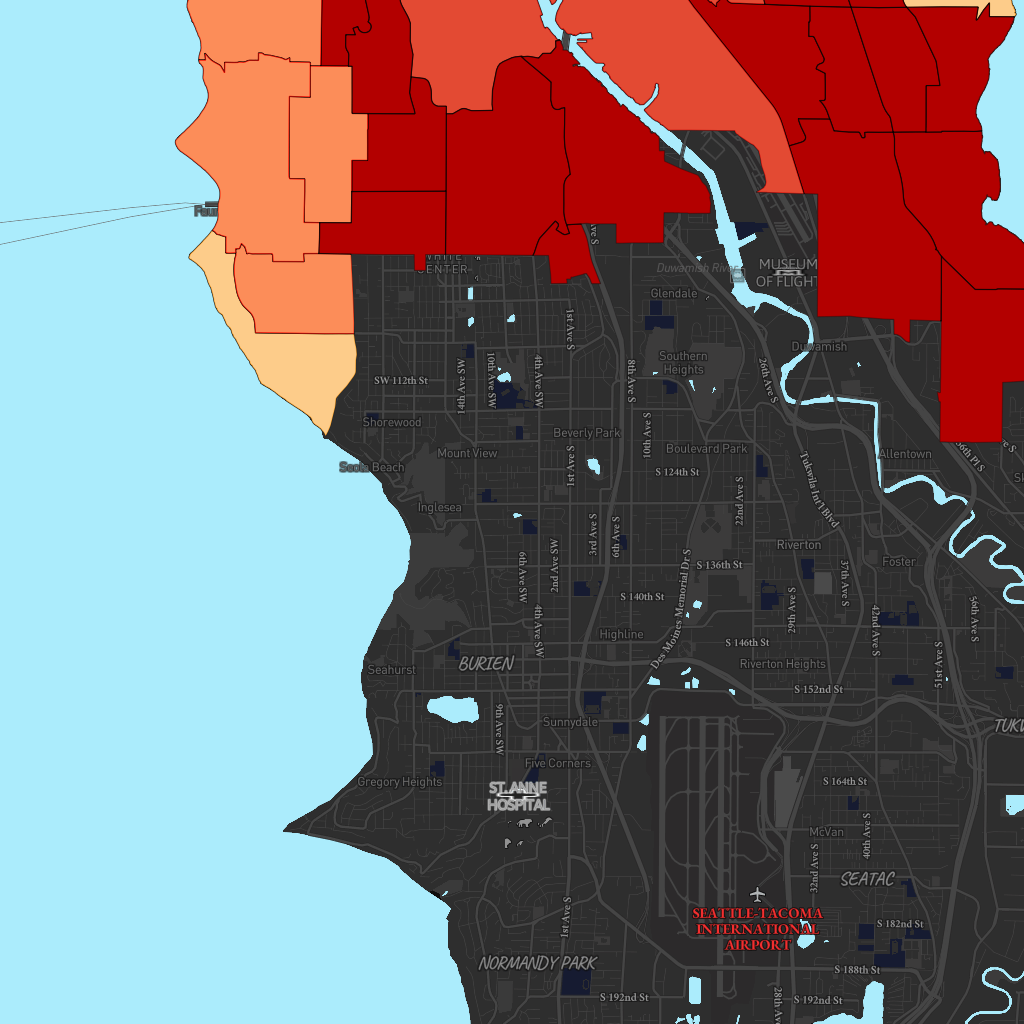 WHITE
CENTER
Duwamish River
MUSEUM
OF FLIGHT
Glendale
1st Ave S
Duwamish
Southern
Heights
SW 112th St
14th Ave SW
10th Ave SW
4th Ave SW
8th Ave S
26th Ave S
Shorewood
10th Ave S
Beverly Park
Boulevard Park
Mount View
Allentown
Seola Beach
1st Ave S
S 124th St
22nd Ave S
Tukwila Int'l Blvd
Inglesea
3rd Ave S
6th Ave S
Riverton
6th Ave SW
2nd Ave SW
S 136th St
Foster
37th Ave S
S 140th St
29th Ave S
56th Ave S
4th Ave SW
42nd Ave S
Des Moines Memorial Dr S
Highline
S 146th St
BURIEN
Seahurst
Riverton Heights
51st Ave S
S 152nd St
9th Ave SW
Sunnydale
Five Corners
Gregory Heights
S 164th St
ST. ANNE
HOSPITAL
McVan
40th Ave S
32nd Ave S
SEATAC
SEATTLE-TACOMA
INTERNATIONAL
AIRPORT
1st Ave S
S 182nd St
NORMANDY PARK
S 188th St
S 192nd St
S 192nd St